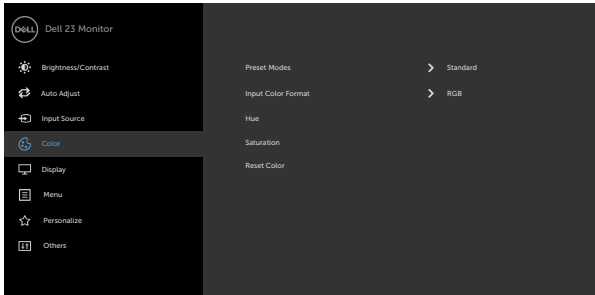 DELL
Dell 23 Monitor
Brightness/Contrast
Auto Adjust
Input Source
Color
Display
Menu
Personalize
Others
Preset Modes
Standard
Input Color Format
RGB
Hue
Saturation
Reset Color